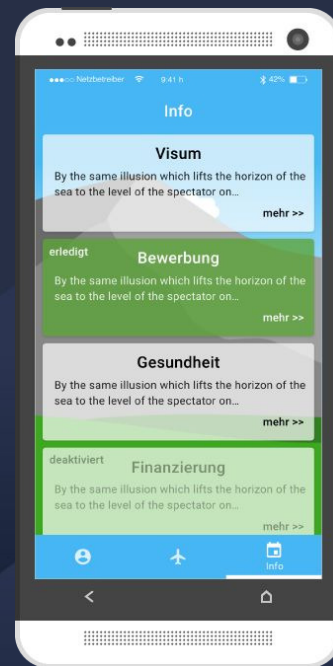 Netzbetreiber 9:41 h 42%
Info
Visum
By the same illusion which lifts the horizon of the
sea to the level of the spectator on…
mehr >>
erledigt
Bewerbung
By the same illusion which lifts the horizon of the
sea to the level of the spectator on…
mehr >>
Gesundheit
By the same illusion which lifts the horizon of the
sea to the level of the spectator on…
mehr >>
deaktiviert
Finanzierung
By the same illusion which lifts the horizon of the
sea to the level of the spectator on…
mehr >>
Info